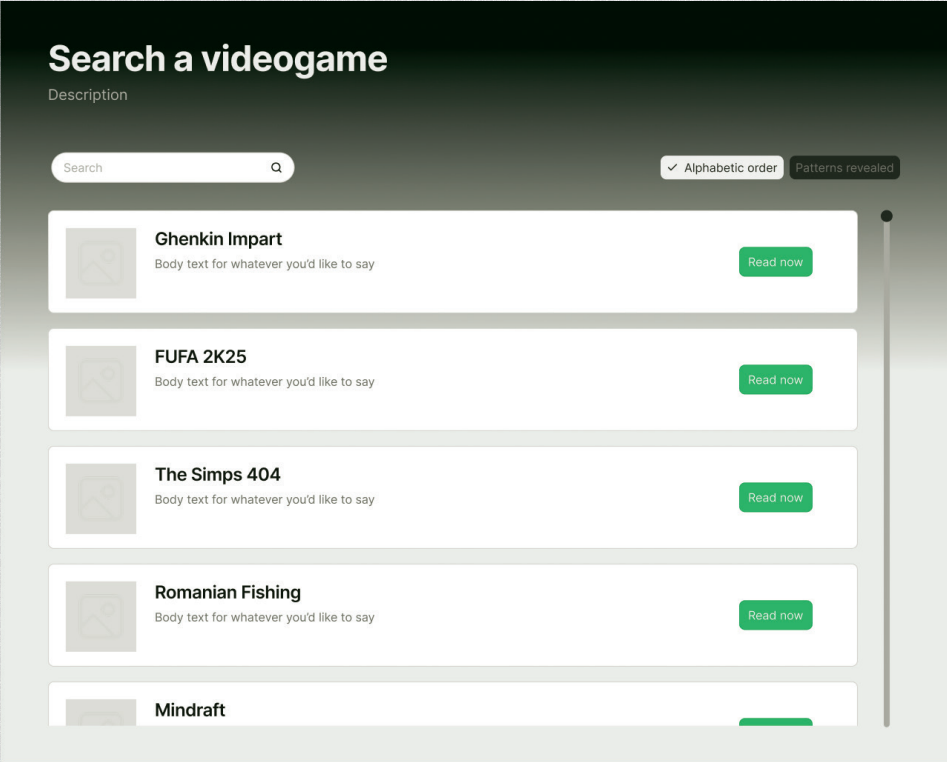 Search a videogame
Description
Search
Alphabetic order
Patterns revealed
Ghenkin Impart
Body text for whatever you'd like to say
Read now
FUFA 2K25
Body text for whatever you'd like to say
Read now
The Simps 404
Body text for whatever you'd like to say
Read now
Romanian Fishing
Body text for whatever you'd like to say
Read now
Mindraft